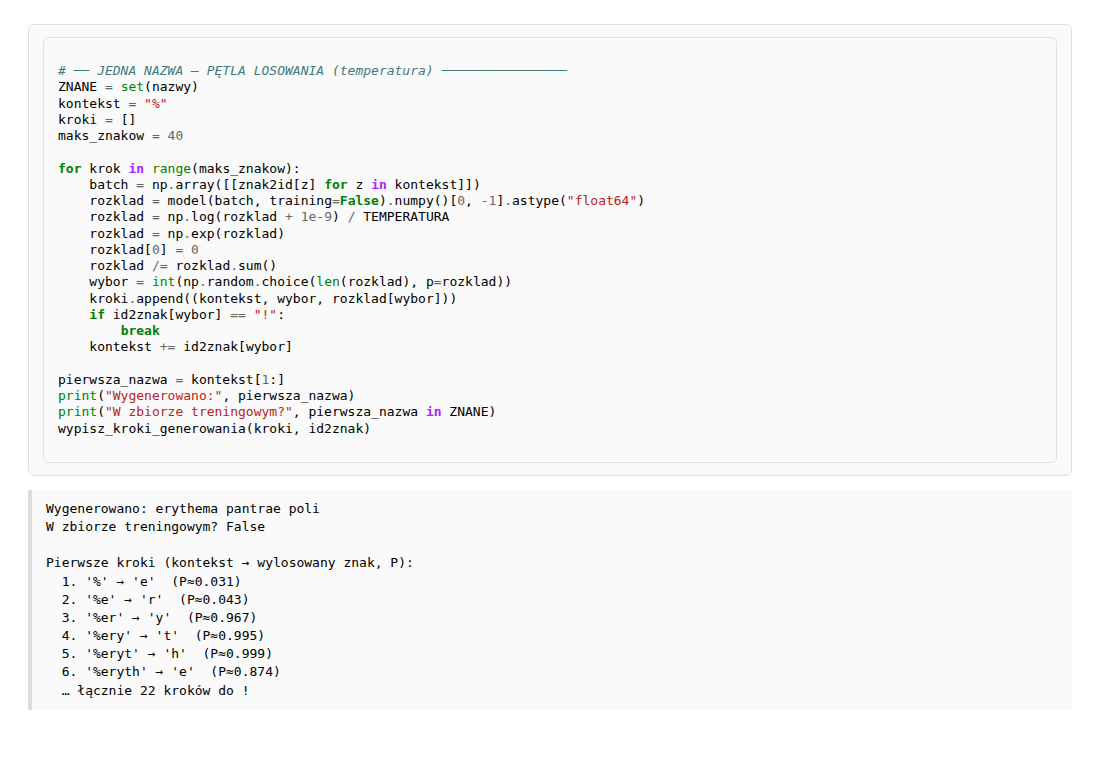 # ── JEDNA NAZWA — PĘTLA LOSOWANIA (temperatura) ────────────────
ZNANE = set(nazwy)
kontekst = "%"
kroki = []
maks_znakow = 40
for krok in range(maks_znakow):
    batch = np.array([[znak2id[z] for z in kontekst]])
    rozklad = model(batch, training=False).numpy()[0, -1].astype("float64")
    rozklad = np.log(rozklad + 1e-9) / TEMPERATURA
    rozklad = np.exp(rozklad)
    rozklad[0] = 0
    rozklad /= rozklad.sum()
    wybor = int(np.random.choice(len(rozklad), p=rozklad))
    kroki.append((kontekst, wybor, rozklad[wybor]))
    if id2znak[wybor] == "!":
        break
    kontekst += id2znak[wybor]
pierwsza_nazwa = kontekst[1:]
print("Wygenerowano:", pierwsza_nazwa)
print("W zbiorze treningowym?", pierwsza_nazwa in ZNANE)
wypisz_kroki_generowania(kroki, id2znak)
Wygenerowano: erythema pantrae poli
W zbiorze treningowym? False
Pierwsze kroki (kontekst → wylosowany znak, P):
  1. '%' → 'e'  (P≈0.031)
  2. '%e' → 'r'  (P≈0.043)
  3. '%er' → 'y'  (P≈0.967)
  4. '%ery' → 't'  (P≈0.995)
  5. '%eryt' → 'h'  (P≈0.999)
  6. '%eryth' → 'e'  (P≈0.874)
  … łącznie 22 kroków do !